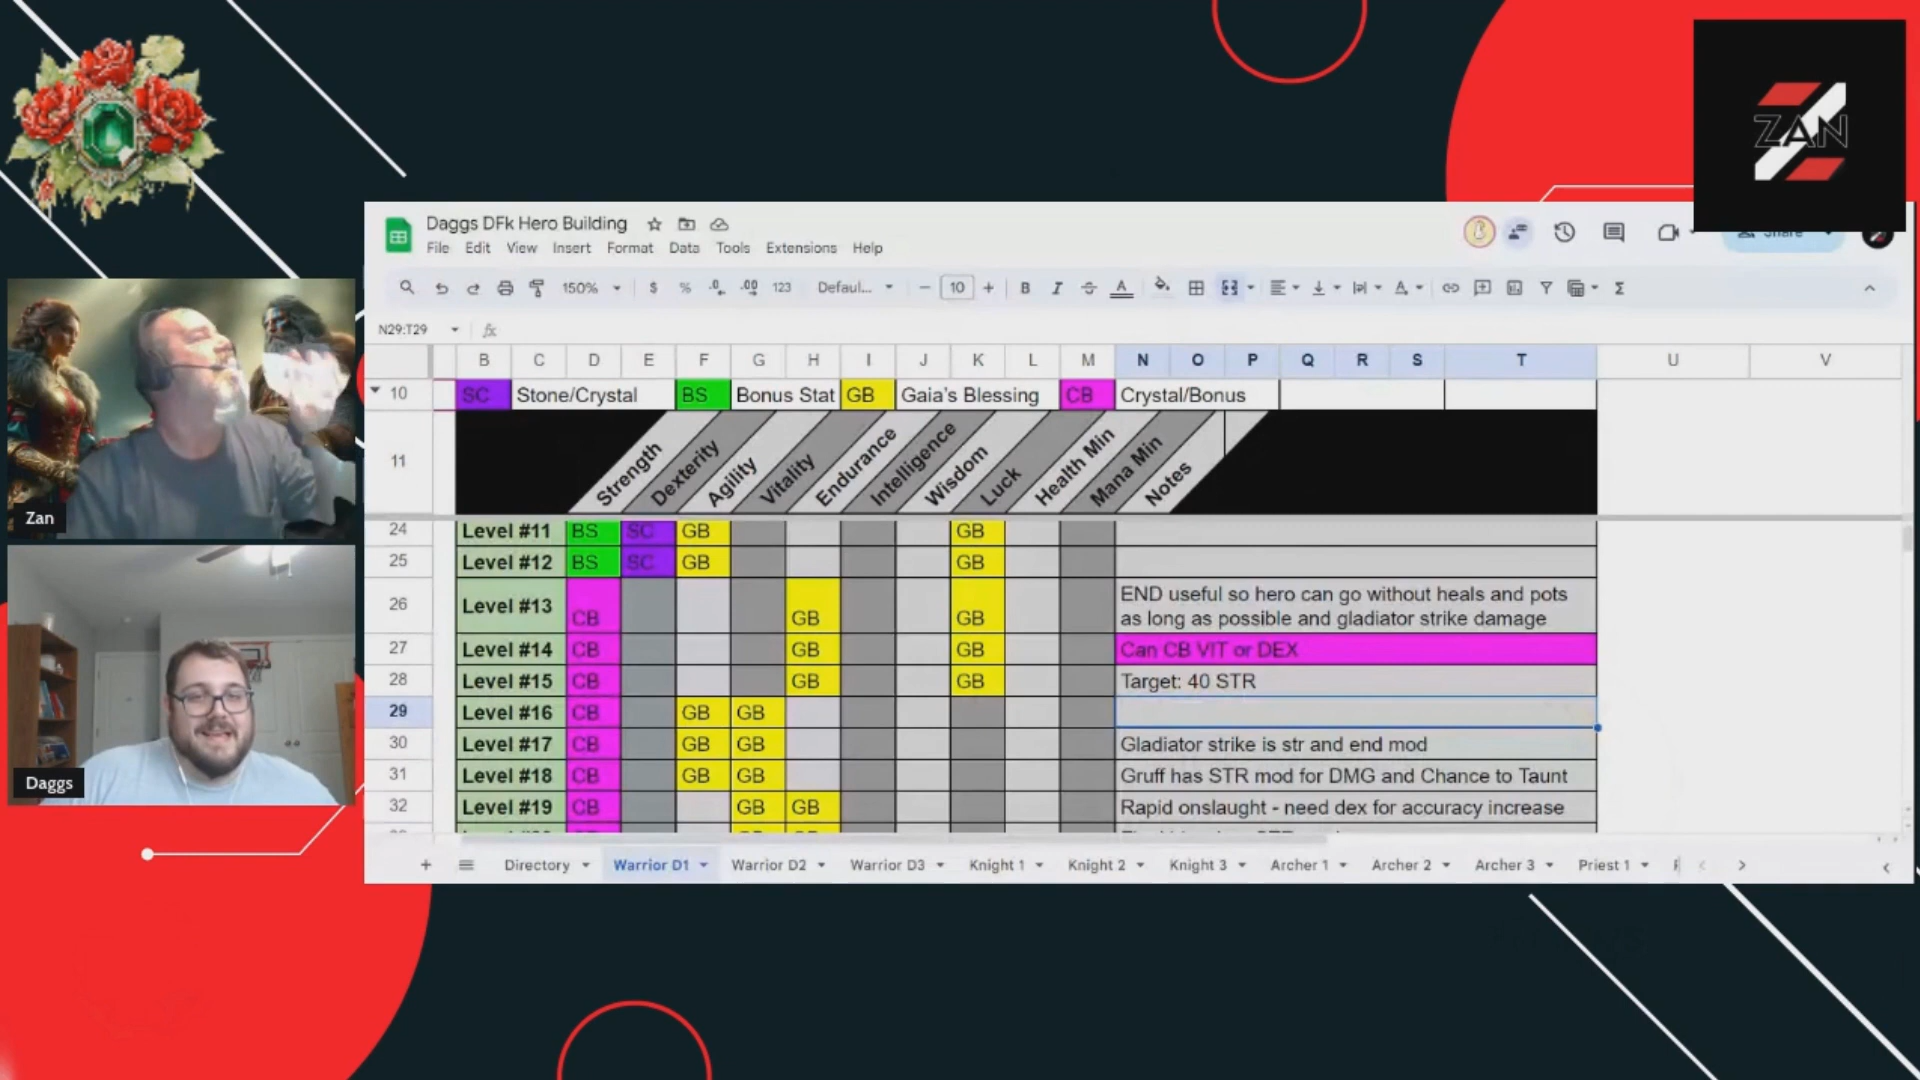 ZAN
Daggs DFk Hero Building
File Edit View Insert Format Data Tools Extensions Help
Share
150% $ % .0 .00 123 Defaul... − 10 + B I A
N29:T29 fx
B C D E F G H I J K L M N O P Q R S T U V
10 SC Stone/Crystal BS Bonus Stat GB Gaia's Blessing CB Crystal/Bonus
11 Strength Dexterity Agility Vitality Endurance Intelligence Wisdom Luck Health Min Mana Min Notes
24 Level #11 BS SC GB GB
25 Level #12 BS SC GB GB
26 Level #13 CB GB GB END useful so hero can go without heals and pots
as long as possible and gladiator strike damage
27 Level #14 CB GB GB Can CB VIT or DEX
28 Level #15 CB GB GB Target: 40 STR
29 Level #16 CB GB GB
30 Level #17 CB GB GB Gladiator strike is str and end mod
31 Level #18 CB GB GB Gruff has STR mod for DMG and Chance to Taunt
32 Level #19 CB GB GB Rapid onslaught - need dex for accuracy increase
Directory Warrior D1 Warrior D2 Warrior D3 Knight 1 Knight 2 Knight 3 Archer 1 Archer 2 Archer 3 Priest 1
Zan
Daggs